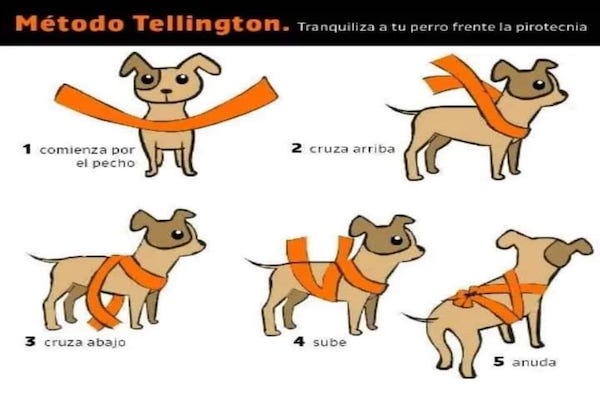 Método Tellington. Tranquiliza a tu perro frente la pirotecnia
1 comienza por
el pecho
2 cruza arriba
3 cruza abajo
4 sube
5 anuda